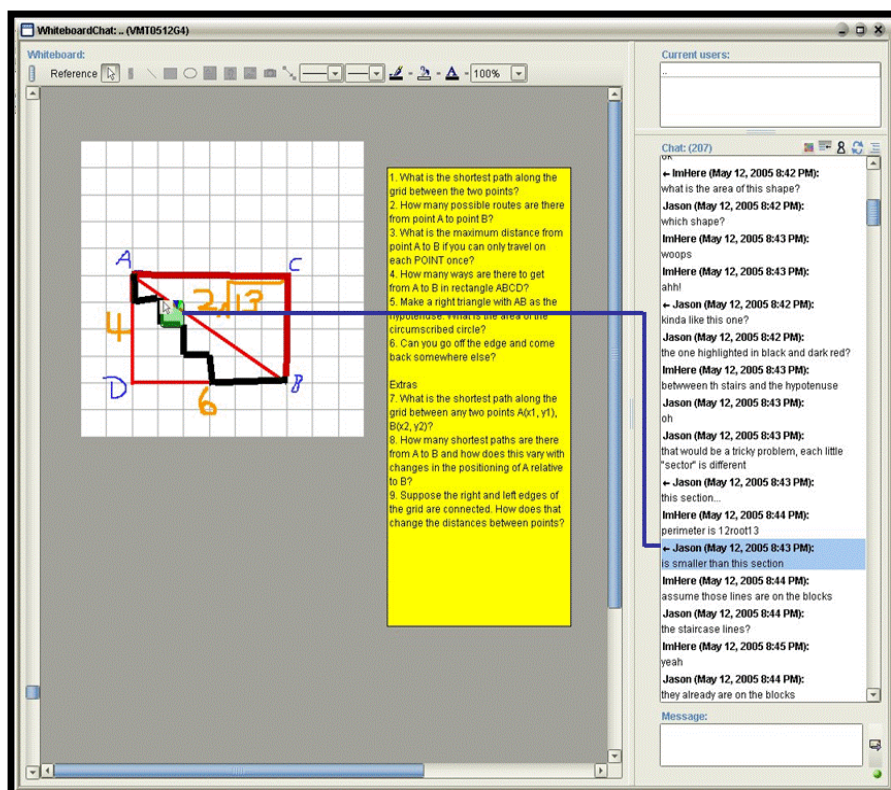 WhiteboardChat: .. (VMT0512G4)
Whiteboard:
Reference
100%
A
C
2√13
4
D
6
B
1. What is the shortest path along the
grid between the two points?
2. How many possible routes are there
from point A to point B?
3. What is the maximum distance from
point A to B if you can only travel on
each POINT once?
4. How many ways are there to get
from A to B in rectangle ABCD?
5. Make a right triangle with AB as the
hypotenuse. What is the area of the
circumscribed circle?
6. Can you go off the edge and come
back somewhere else?
Extras
7. What is the shortest path along the
grid between any two points A(x1, y1),
B(x2, y2)?
8. How many shortest paths are there
from A to B and how does this vary with
changes in the positioning of A relative
to B?
9. Suppose the right and left edges of
the grid are connected. How does that
change the distances between points?
Current users:
..
Chat: (207)
ok
← ImHere (May 12, 2005 8:42 PM):
what is the area of this shape?
Jason (May 12, 2005 8:42 PM):
which shape?
ImHere (May 12, 2005 8:43 PM):
woops
ImHere (May 12, 2005 8:43 PM):
ahh!
← Jason (May 12, 2005 8:42 PM):
kinda like this one?
Jason (May 12, 2005 8:42 PM):
the one highlighted in black and dark red?
ImHere (May 12, 2005 8:43 PM):
betwween th stairs and the hypotenuse
Jason (May 12, 2005 8:43 PM):
oh
Jason (May 12, 2005 8:43 PM):
that would be a tricky problem, each little
"sector" is different
← Jason (May 12, 2005 8:43 PM):
this section...
ImHere (May 12, 2005 8:44 PM):
perimeter is 12root13
← Jason (May 12, 2005 8:43 PM):
is smaller than this section
ImHere (May 12, 2005 8:44 PM):
assume those lines are on the blocks
Jason (May 12, 2005 8:44 PM):
the staircase lines?
ImHere (May 12, 2005 8:45 PM):
yeah
Jason (May 12, 2005 8:44 PM):
they already are on the blocks
Message: